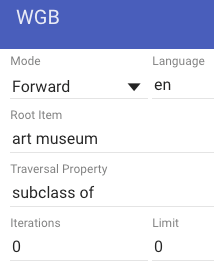 WGB
Mode Language
Forward en
Root Item
art museum
Traversal Property
subclass of
Iterations Limit
0 0